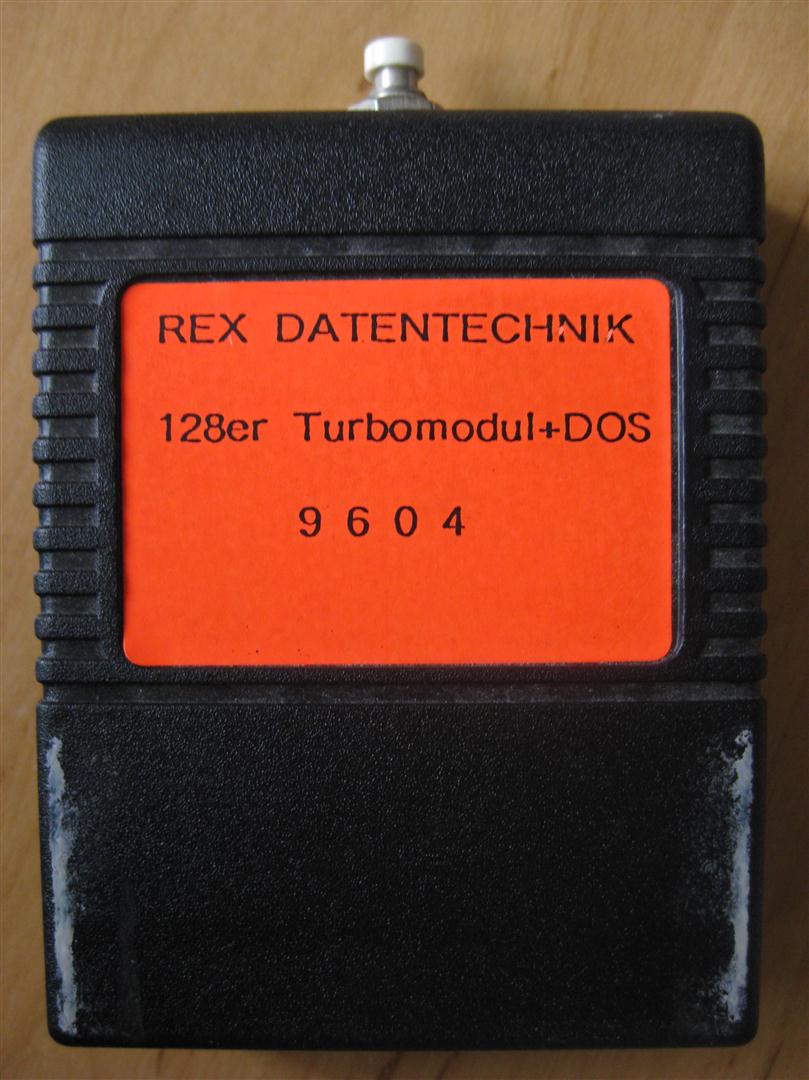 REX DATENTECHNIK
128er Turbomodul+DOS
9604